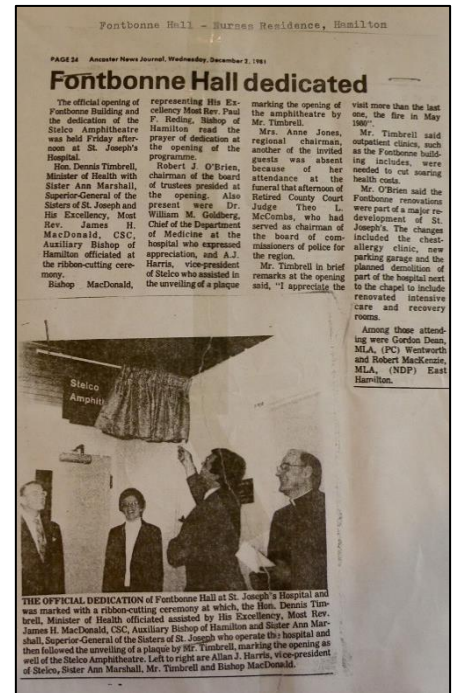 Fontbonne Hall - Nurses Residence, Hamilton
PAGE 24 Ancaster News Journal, Wednesday, December 2, 1981
Fontbonne Hall dedicated
The official opening of
Fontbonne Building and
the dedication of the
Stelco Amphitheatre
was held Friday after-
noon at St. Joseph's
Hospital.
Hon. Dennis Timbrell,
Minister of Health with
Sister Ann Marshall,
Superior-General of the
Sisters of St. Joseph and
His Excellency, Most
Rev. James H.
MacDonald, CSC,
Auxiliary Bishop of
Hamilton officiated at
the ribbon-cutting cere-
mony.
Bishop MacDonald,
representing His Ex-
cellency Most Rev. Paul
F. Reding, Bishop of
Hamilton read the
prayer of dedication at
the opening of the
programme.
Robert J. O'Brien,
chairman of the board
of trustees presided at
the opening. Also
present were Dr.
William M. Goldberg,
Chief of the Department
of Medicine at the
hospital who expressed
appreciation, and A.J.
Harris, vice-president
of Stelco who assisted in
the unveiling of a plaque
marking the opening of
the amphitheatre by
Mr. Timbrell.
Mrs. Anne Jones,
regional chairman,
another of the invited
guests was absent
because of her
attendance at the
funeral that afternoon of
Retired County Court
Judge Theo L.
McCombs, who had
served as chairman of
the board of com-
missioners of police for
the region.
Mr. Timbrell in brief
remarks at the opening
said, "I appreciate the
visit more than the last
one, the fire in May
1980".
Mr. Timbrell said
outpatient clinics, such
as the Fontbonne build-
ing includes, were
needed to cut soaring
health costs.
Mr. O'Brien said the
Fontbonne renovations
were part of a major re-
development of St.
Joseph's. The changes
included the chest-
allergy clinic, new
parking garage and the
planned demolition of
part of the hospital next
to the chapel to include
renovated intensive
care and recovery
rooms.
Among those attend-
ing were Gordon Dean,
MLA, (PC) Wentworth
and Robert MacKenzie,
MLA, (NDP) East
Hamilton.
Stelco
Amphit
THE OFFICIAL DEDICATION of Fontbonne Hall at St. Joseph's Hospital and
was marked with a ribbon-cutting ceremony at which, the Hon. Dennis Tim-
brell, Minister of Health officiated assisted by His Excellency, Most Rev.
James H. MacDonald, CSC, Auxiliary Bishop of Hamilton and Sister Ann Mar-
shall, Superior-General of the Sisters of St. Joseph who operate the hospital and
then followed the unveiling of a plaque by Mr. Timbrell, marking the opening as
well of the Stelco Amphitheatre. Left to right are Allan J. Harris, vice-president
of Stelco, Sister Ann Marshall, Mr. Timbrell and Bishop MacDonald.